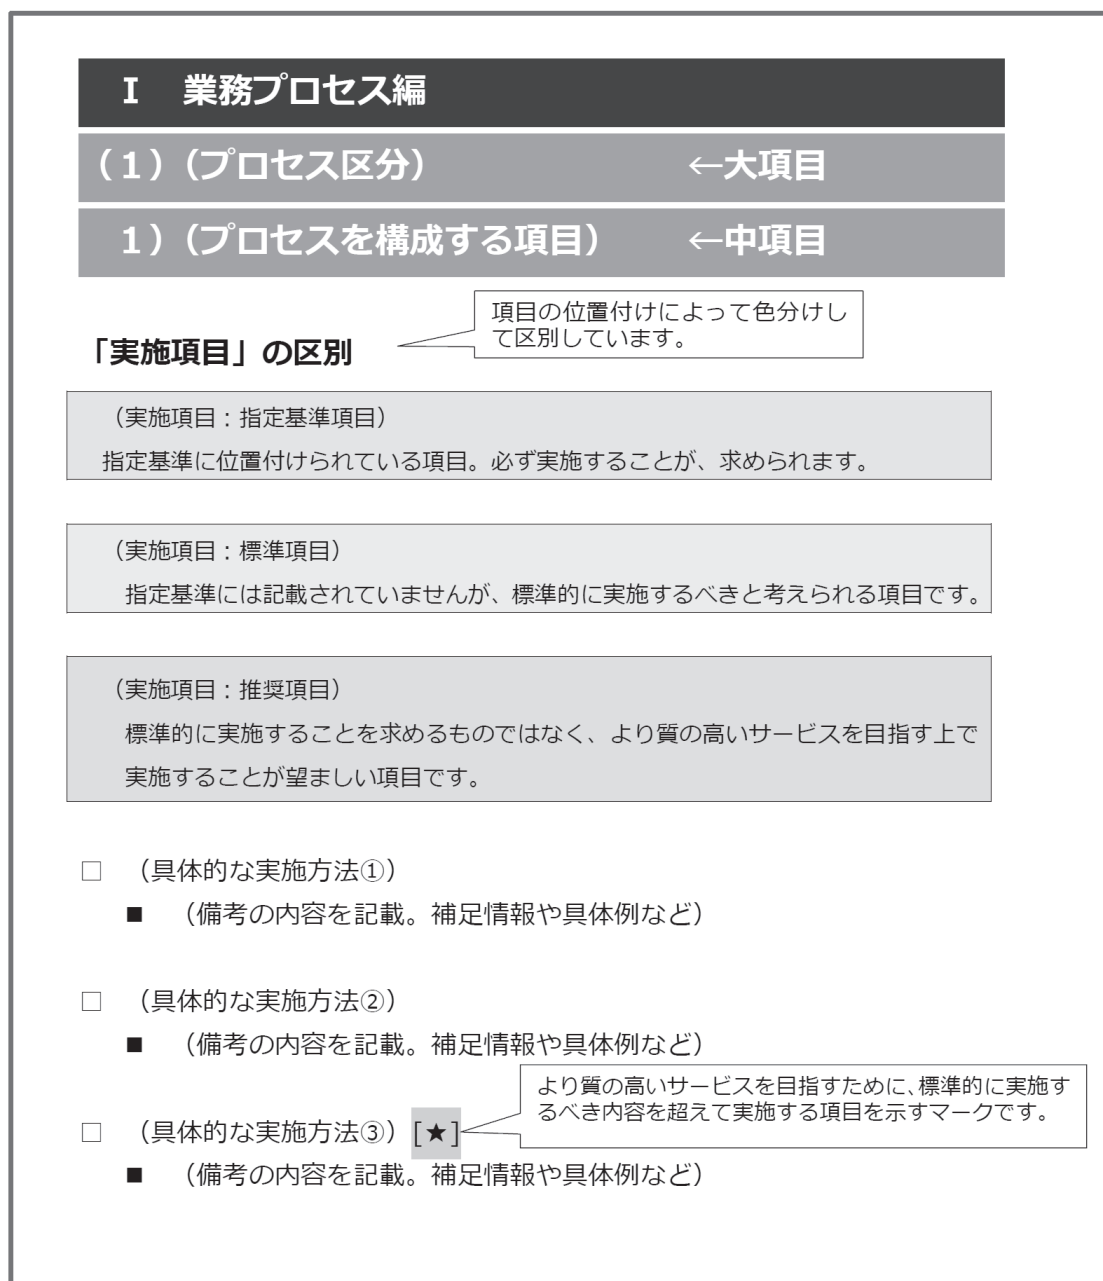 Ⅰ　業務プロセス編
（１）（プロセス区分）　←大項目
１）（プロセスを構成する項目）　←中項目
項目の位置付けによって色分けし
て区別しています。
「実施項目」の区別
（実施項目：指定基準項目）
指定基準に位置付けられている項目。必ず実施することが、求められます。
（実施項目：標準項目）
指定基準には記載されていませんが、標準的に実施するべきと考えられる項目です。
（実施項目：推奨項目）
標準的に実施することを求めるものではなく、より質の高いサービスを目指す上で
実施することが望ましい項目です。
□　（具体的な実施方法①）
■　（備考の内容を記載。補足情報や具体例など）
□　（具体的な実施方法②）
■　（備考の内容を記載。補足情報や具体例など）
より質の高いサービスを目指すために、標準的に実施す
るべき内容を超えて実施する項目を示すマークです。
□　（具体的な実施方法③）[★]
■　（備考の内容を記載。補足情報や具体例など）